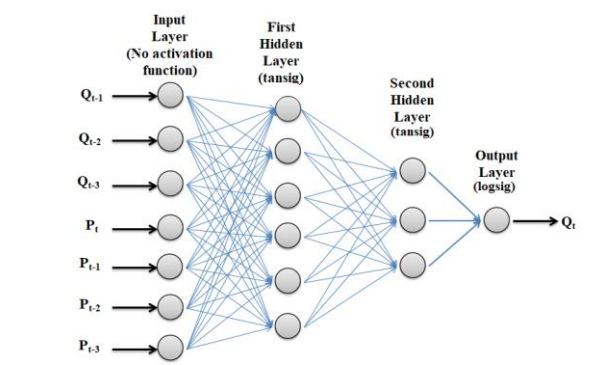 Input
Layer
(No activation
function)
First
Hidden
Layer
(tansig)
Second
Hidden
Layer
(tansig)
Output
Layer
(logsig)
Qt-1
Qt-2
Qt-3
Pt
Pt-1
Pt-2
Pt-3
Qt